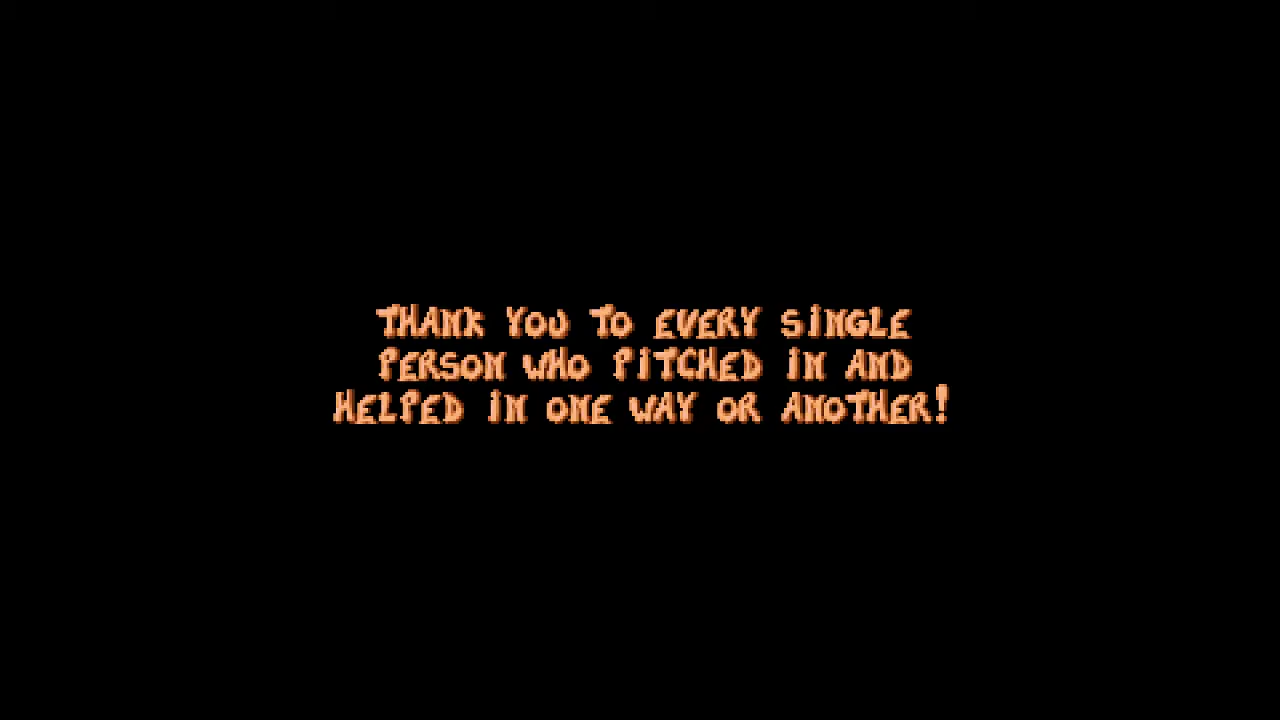 THANK YOU TO EVERY SINGLE
PERSON WHO PITCHED IN AND
HELPED IN ONE WAY OR ANOTHER!